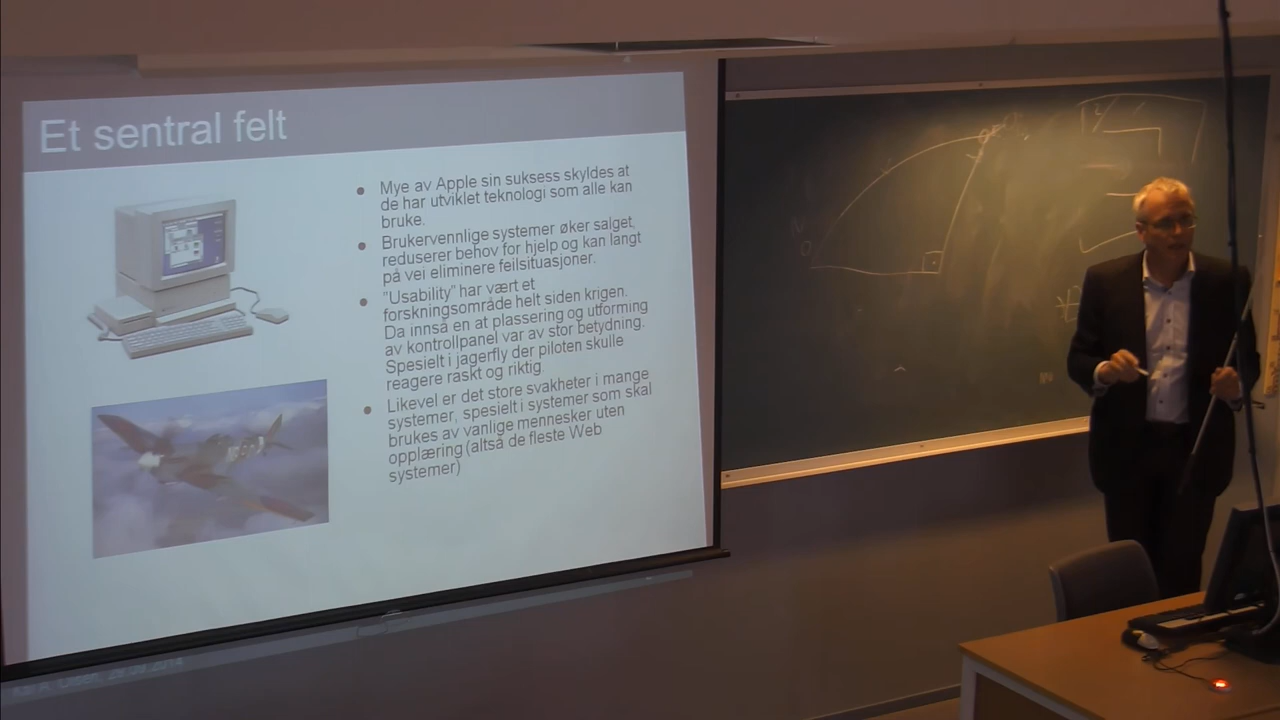 Et sentral felt
Mye av Apple sin suksess skyldes at
de har utviklet teknologi som alle kan
bruke.
Brukervennlige systemer øker salget,
reduserer behov for hjelp og kan langt
på vei eliminere feilsituasjoner.
"Usability" har vært et
forskningsområde helt siden krigen.
Da innså en at plassering og utforming
av kontrollpanel var av stor betydning.
Spesielt i jagerfly der piloten skulle
reagere raskt og riktig.
Likevel er det store svakheter i mange
systemer, spesielt i systemer som skal
brukes av vanlige mennesker uten
opplæring (altså de fleste Web
systemer)